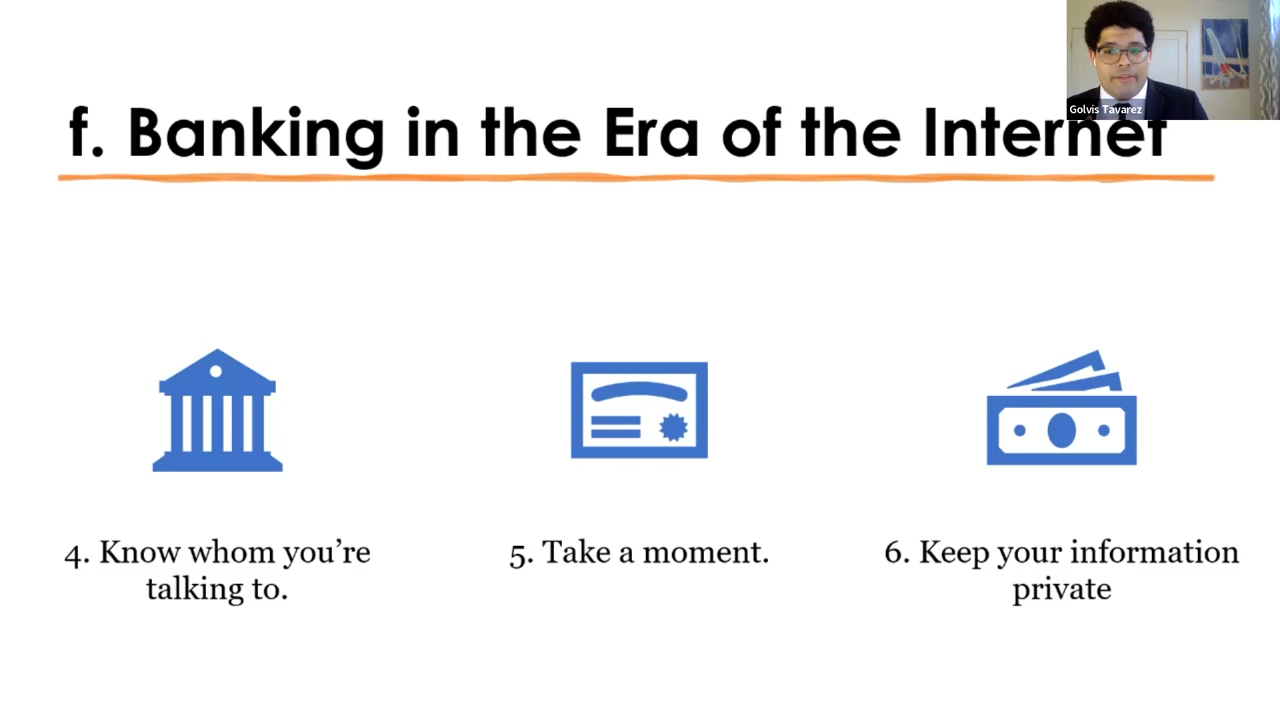 Golvis Tavarez
f. Banking in the Era of the Internet
4. Know whom you're
talking to.
5. Take a moment.
6. Keep your information
private